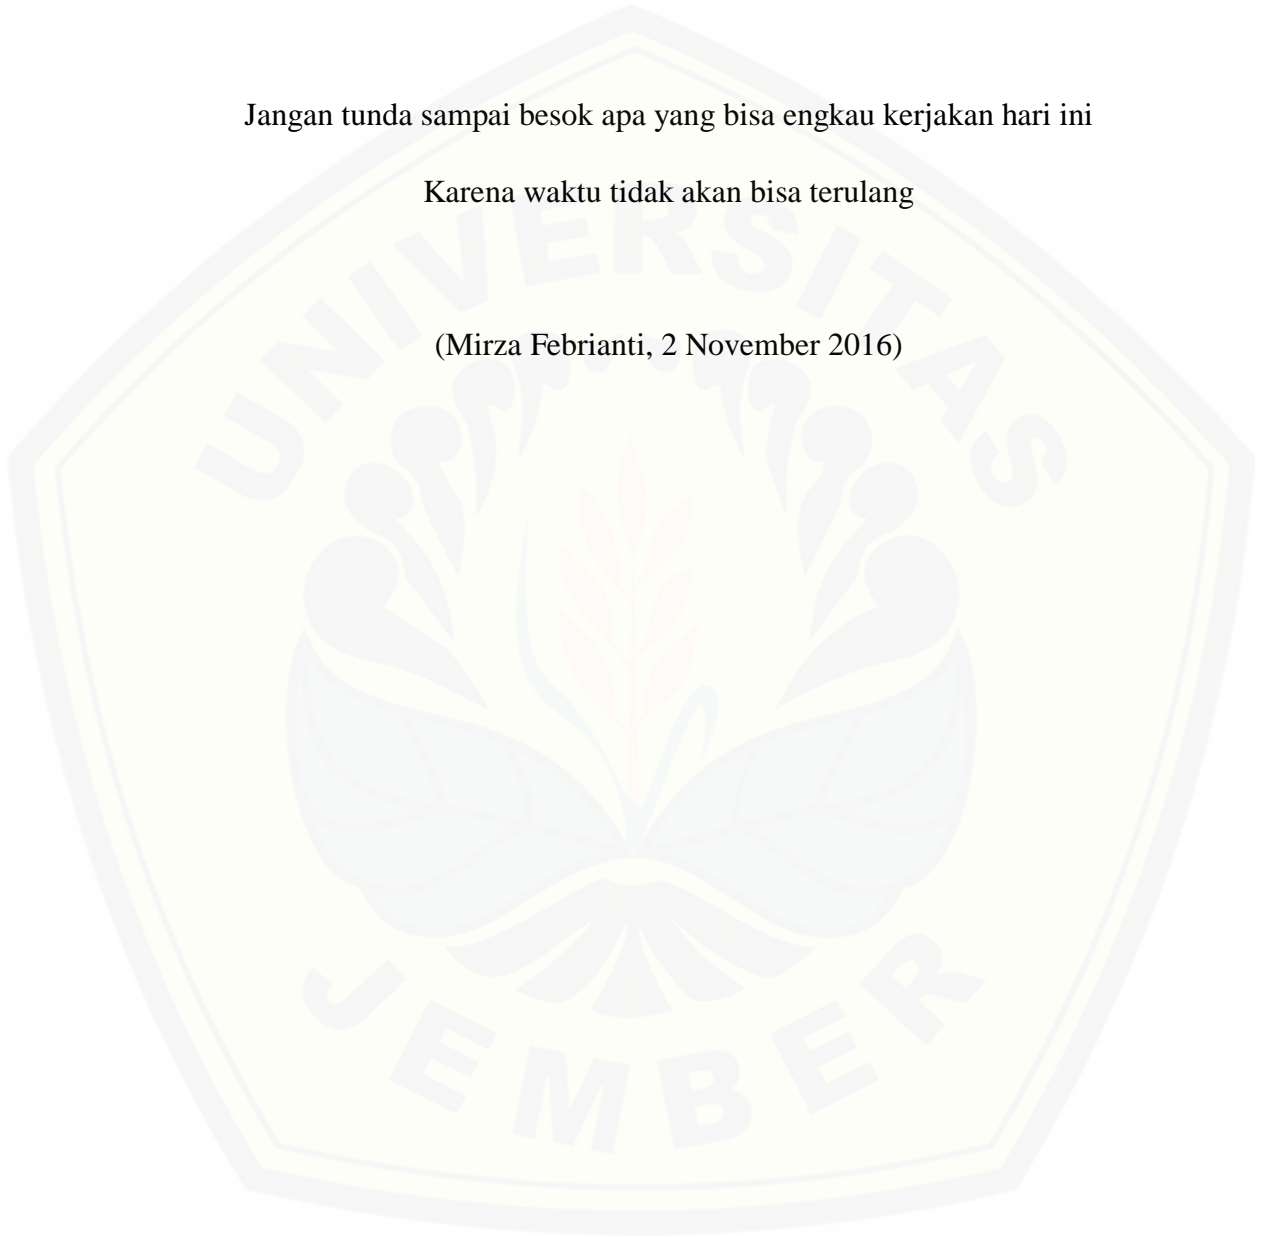 Jangan tunda sampai besok apa yang bisa engkau kerjakan hari ini
Karena waktu tidak akan bisa terulang
(Mirza Febrianti, 2 November 2016)
UNIVERSITAS
JEMBER